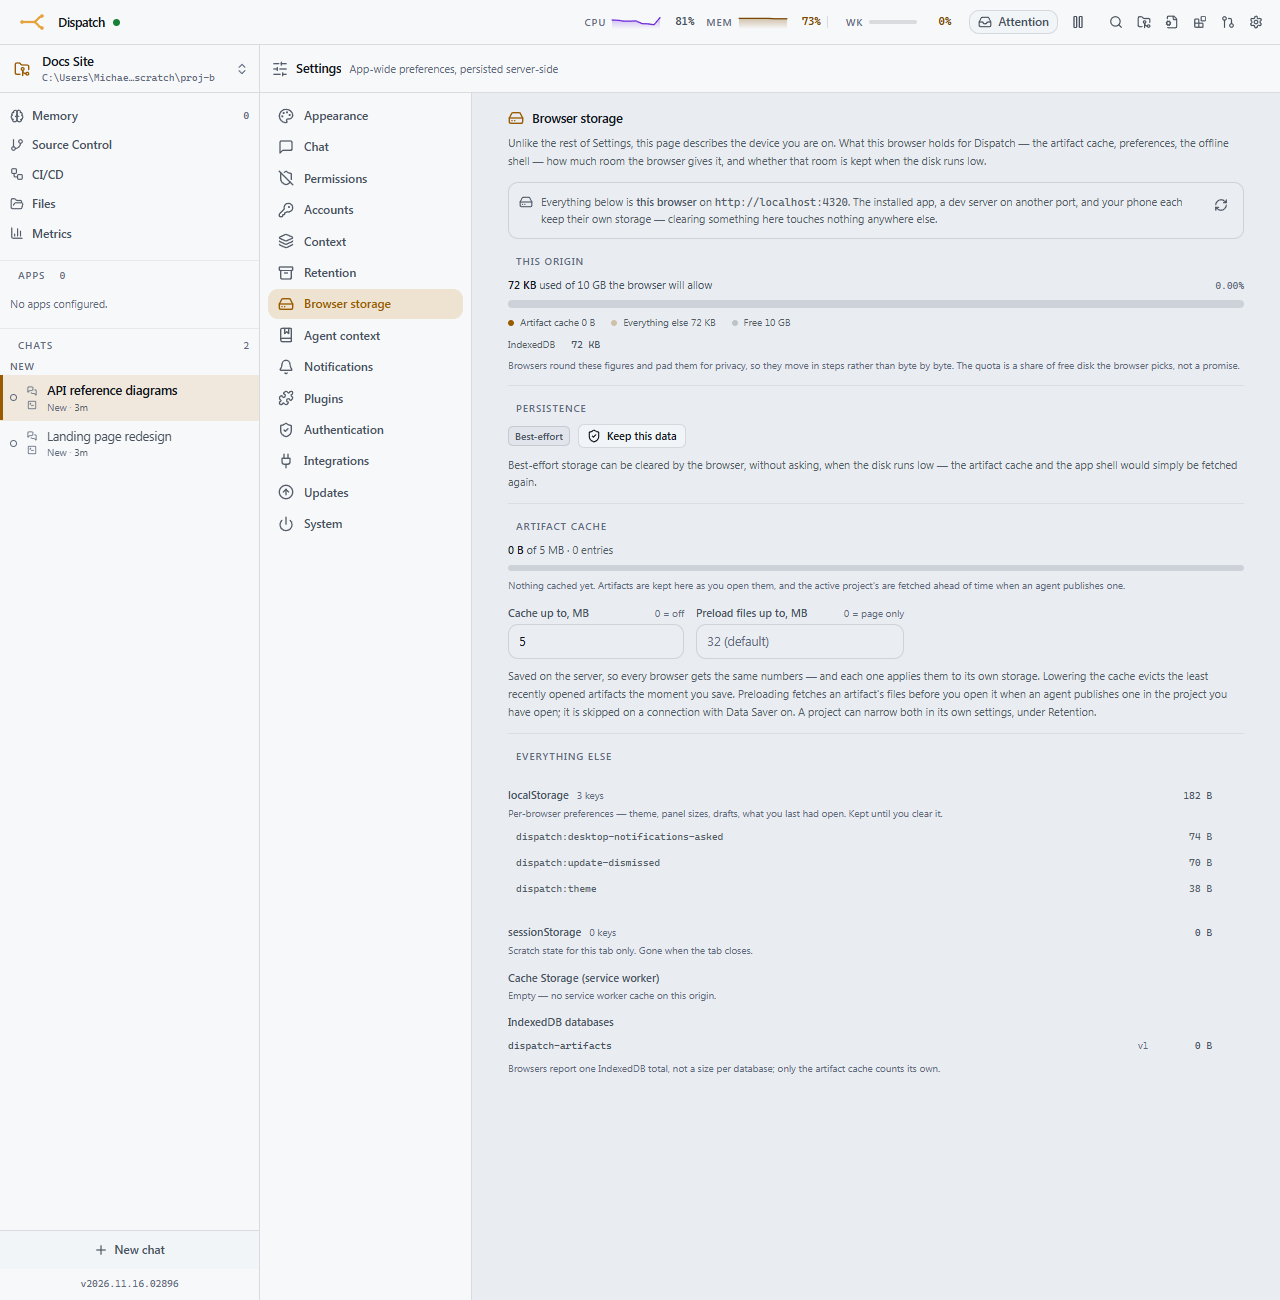 Dispatch
CPU 81% MEM 73% WK 0% Attention
Docs Site
C:\Users\Michae…scratch\proj-b
Settings App-wide preferences, persisted server-side
Memory 0
Source Control
CI/CD
Files
Metrics
APPS 0
No apps configured.
CHATS 2
NEW
API reference diagrams
New · 3m
Landing page redesign
New · 3m
New chat
v2026.11.16.02896
Appearance
Chat
Permissions
Accounts
Context
Retention
Browser storage
Agent context
Notifications
Plugins
Authentication
Integrations
Updates
System
Browser storage
Unlike the rest of Settings, this page describes the device you are on. What this browser holds for Dispatch — the artifact cache, preferences, the offline
shell — how much room the browser gives it, and whether that room is kept when the disk runs low.
Everything below is this browser on http://localhost:4320. The installed app, a dev server on another port, and your phone each
keep their own storage — clearing something here touches nothing anywhere else.
THIS ORIGIN
72 KB used of 10 GB the browser will allow 0.00%
Artifact cache 0 B Everything else 72 KB Free 10 GB
IndexedDB 72 KB
Browsers round these figures and pad them for privacy, so they move in steps rather than byte by byte. The quota is a share of free disk the browser picks, not a promise.
PERSISTENCE
Best-effort Keep this data
Best-effort storage can be cleared by the browser, without asking, when the disk runs low — the artifact cache and the app shell would simply be fetched
again.
ARTIFACT CACHE
0 B of 5 MB · 0 entries
Nothing cached yet. Artifacts are kept here as you open them, and the active project's are fetched ahead of time when an agent publishes one.
Cache up to, MB 0 = off Preload files up to, MB 0 = page only
5 32 (default)
Saved on the server, so every browser gets the same numbers — and each one applies them to its own storage. Lowering the cache evicts the least
recently opened artifacts the moment you save. Preloading fetches an artifact's files before you open it when an agent publishes one in the project you
have open; it is skipped on a connection with Data Saver on. A project can narrow both in its own settings, under Retention.
EVERYTHING ELSE
localStorage 3 keys 182 B
Per-browser preferences — theme, panel sizes, drafts, what you last had open. Kept until you clear it.
dispatch:desktop-notifications-asked 74 B
dispatch:update-dismissed 70 B
dispatch:theme 38 B
sessionStorage 0 keys 0 B
Scratch state for this tab only. Gone when the tab closes.
Cache Storage (service worker)
Empty — no service worker cache on this origin.
IndexedDB databases
dispatch-artifacts v1 0 B
Browsers report one IndexedDB total, not a size per database; only the artifact cache counts its own.